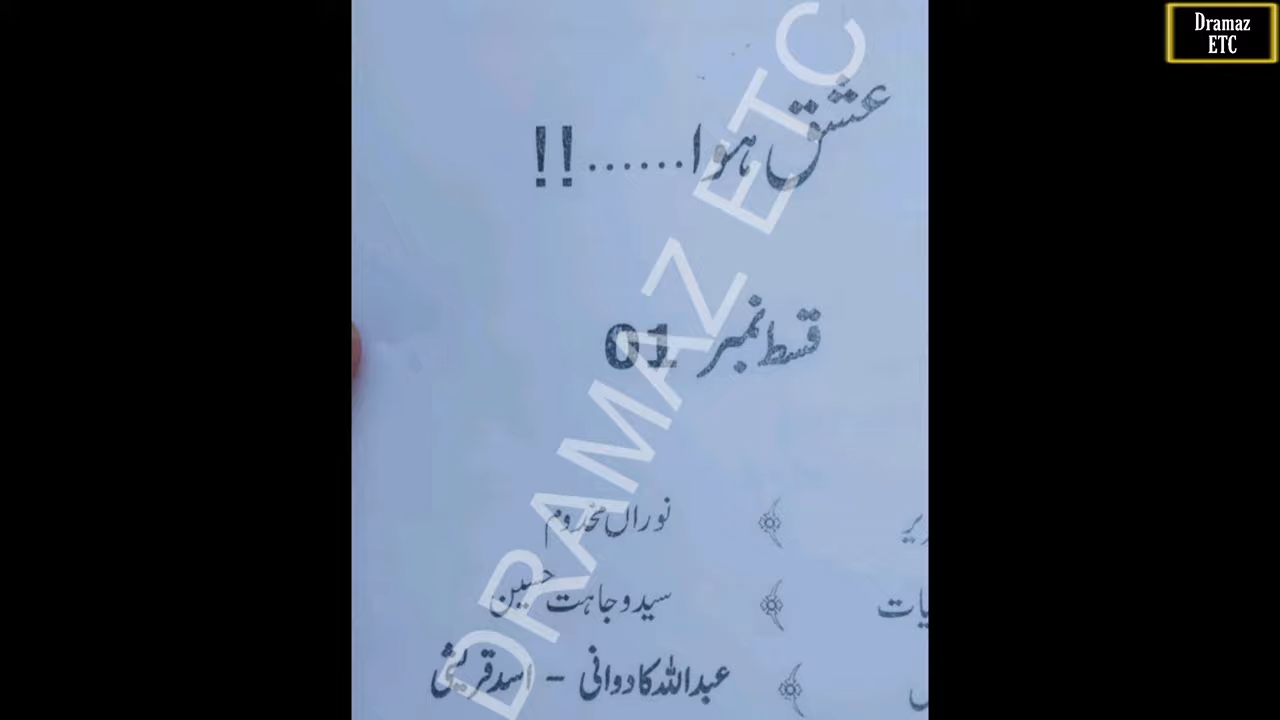 Dramaz
ETC
عشق ہوا......!!
قسط نمبر 01
نوراں مخدوم
سید وجاہت حسین
عبداللہ کادوانی - اسد قریشی
DRAMAZ ETC